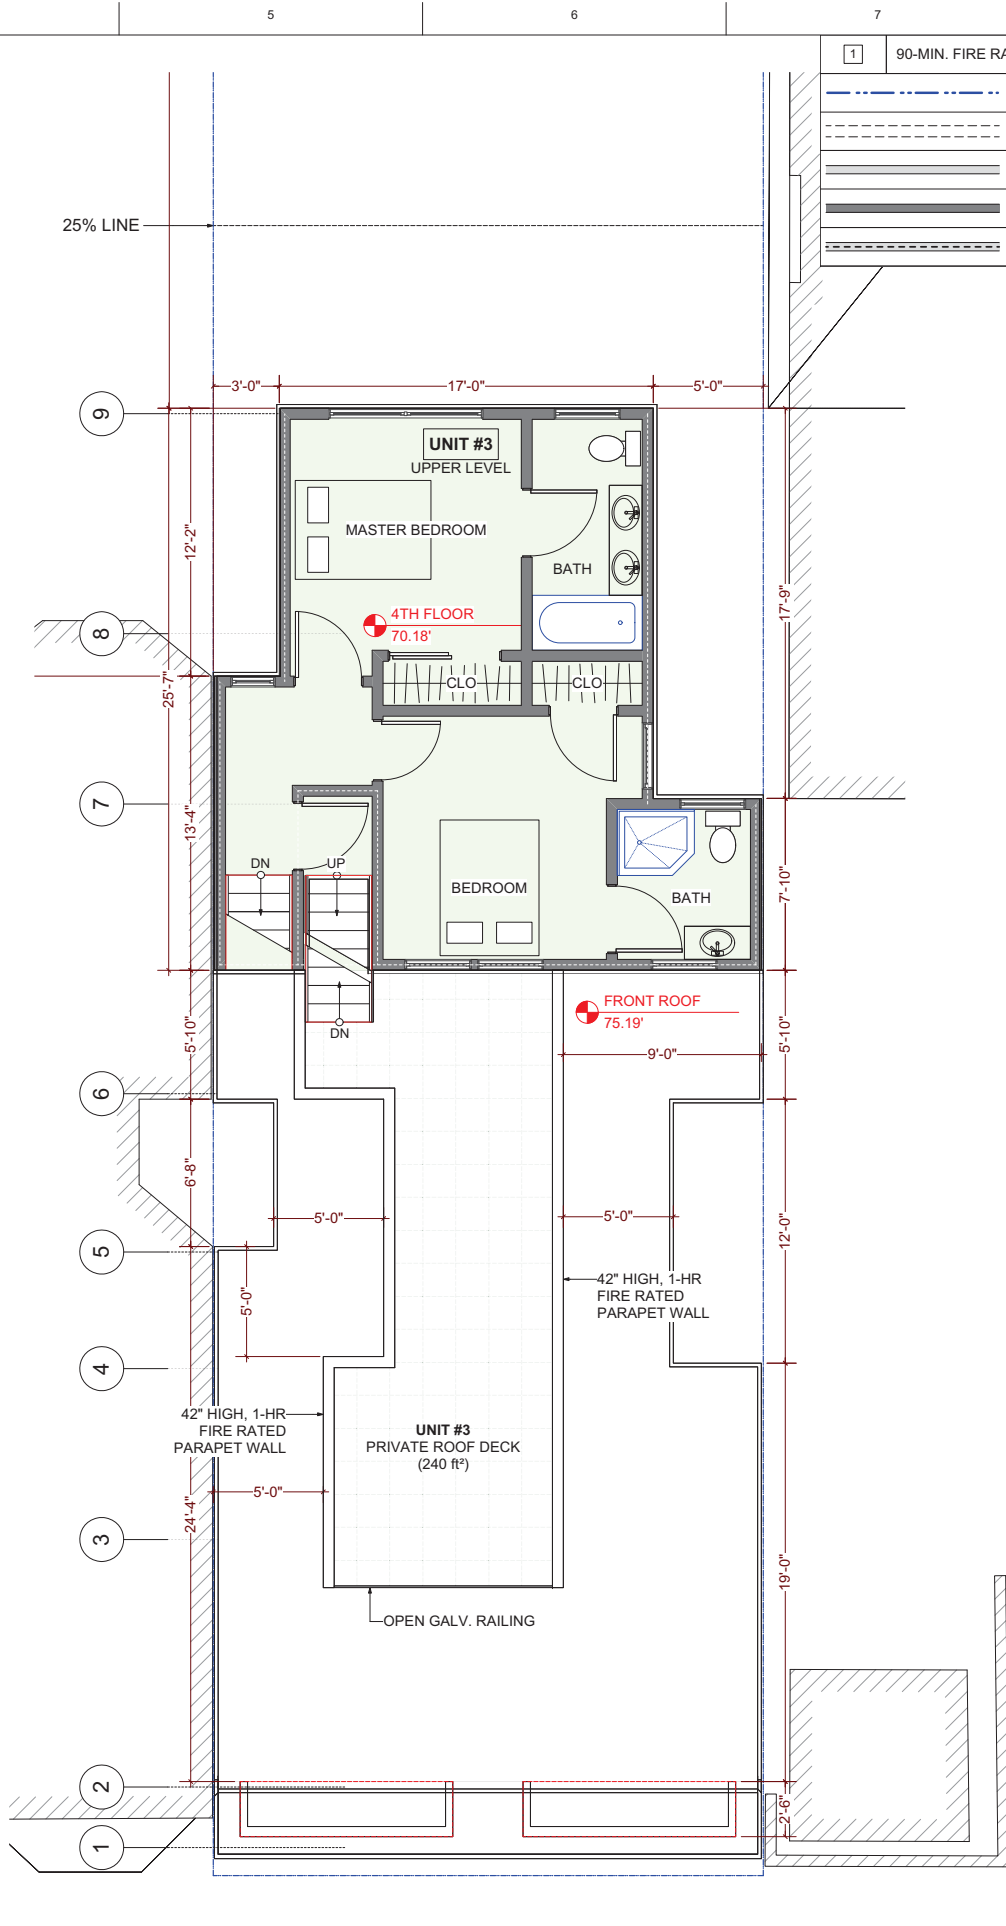 5
6
7
1
90-MIN. FIRE RA
25% LINE
3'-0"
17'-0"
5'-0"
9
UNIT #3
UPPER LEVEL
MASTER BEDROOM
12'-2"
BATH
17'-9"
8
4TH FLOOR
70.18'
25'-7"
CLO
CLO
7
13'-4"
DN
UP
BEDROOM
BATH
7'-10"
FRONT ROOF
75.19'
DN
5'-10"
5'-10"
9'-0"
6
6'-8"
5'-0"
5'-0"
12'-0"
5
5'-0"
42" HIGH, 1-HR
FIRE RATED
PARAPET WALL
4
42" HIGH, 1-HR
FIRE RATED
PARAPET WALL
UNIT #3
PRIVATE ROOF DECK
(240 ft²)
5'-0"
24'-4"
3
19'-0"
OPEN GALV. RAILING
2
2'-6"
1